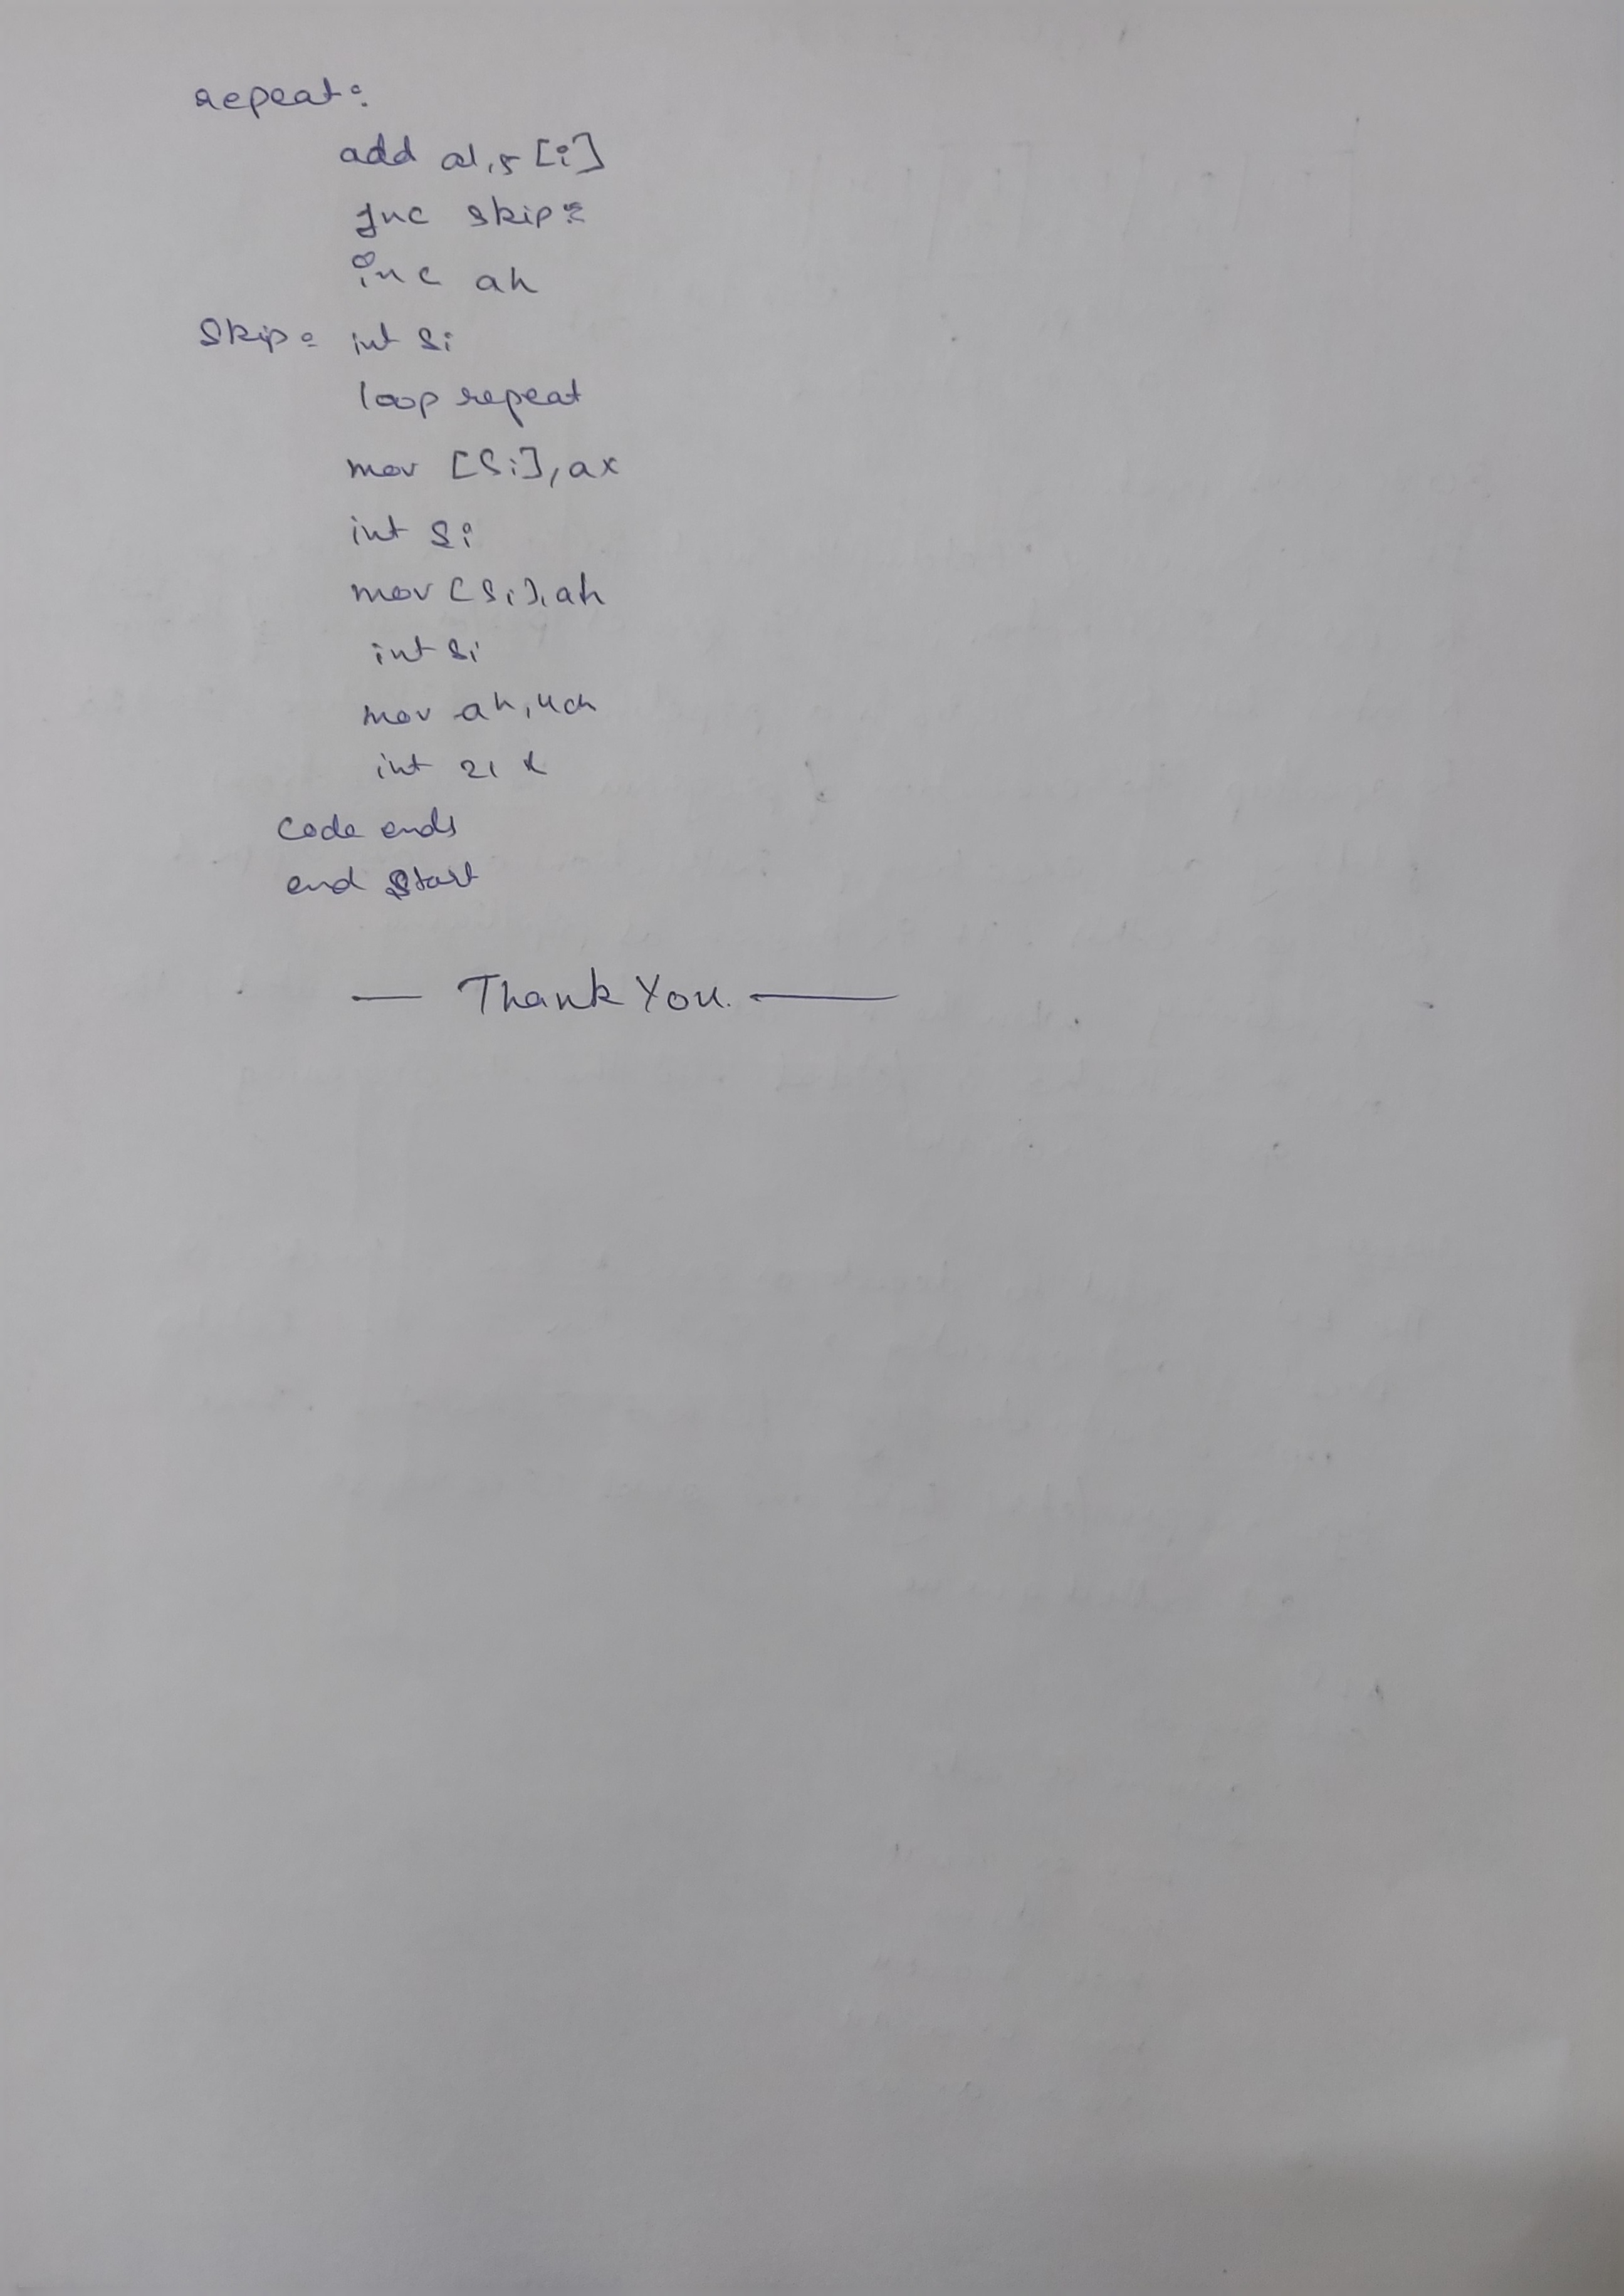 repeat:
add al,s[i]
jnc skip:
inc ah
Skip: int si
loop repeat
mov [Si], ax
int Si
mov [Si], ah
int si
mov ah, 4ch
int 21 h
Code ends
end Start
— Thank You. —